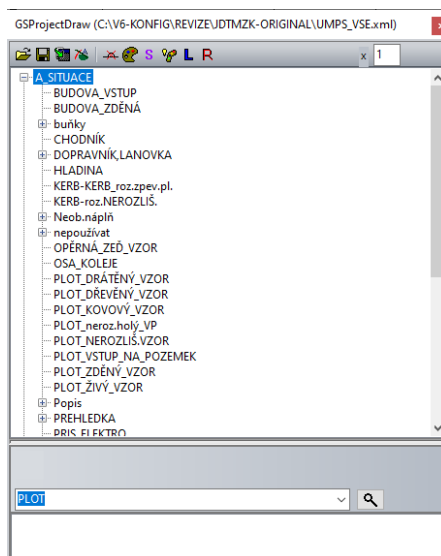 GSProjectDraw (C:\V6-KONFIG\REVIZE\JDTMZK-ORIGINAL\UMPS_VSE.xml)
S L R x 1
A_SITUACE
BUDOVA_VSTUP
BUDOVA_ZDĚNÁ
buňky
CHODNÍK
DOPRAVNÍK,LANOVKA
HLADINA
KERB-KERB_roz.zpev.pl.
KERB-roz.NEROZLIŠ.
Neob.náplň
nepoužívat
OPĚRNÁ_ZEĎ_VZOR
OSA_KOLEJE
PLOT_DRÁTĚNÝ_VZOR
PLOT_DŘEVĚNÝ_VZOR
PLOT_KOVOVÝ_VZOR
PLOT_neroz.holý_VP
PLOT_NEROZLIŠ.VZOR
PLOT_VSTUP_NA_POZEMEK
PLOT_ZDĚNÝ_VZOR
PLOT_ŽIVÝ_VZOR
Popis
PREHLEDKA
PRIS_ELEKTRO
PLOT